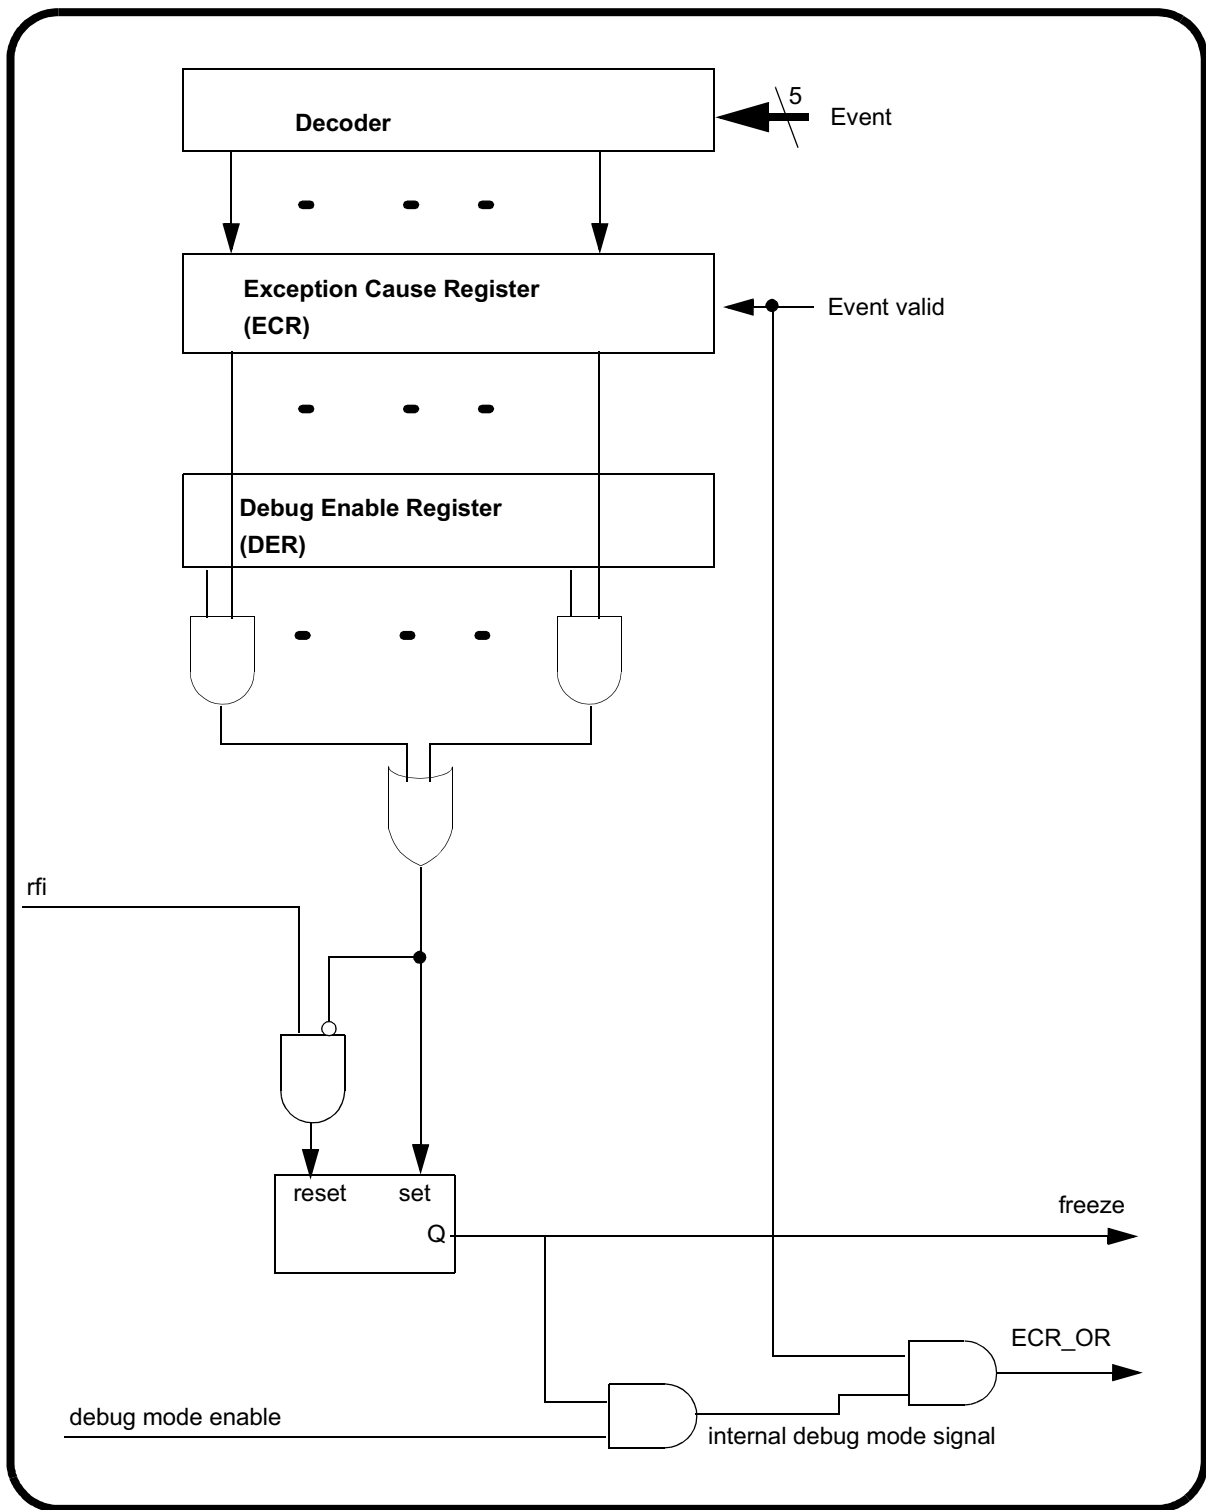 5
Decoder
Event
Exception Cause Register
(ECR)
Event valid
Debug Enable Register
(DER)
rfi
reset
set
Q
freeze
ECR_OR
debug mode enable
internal debug mode signal